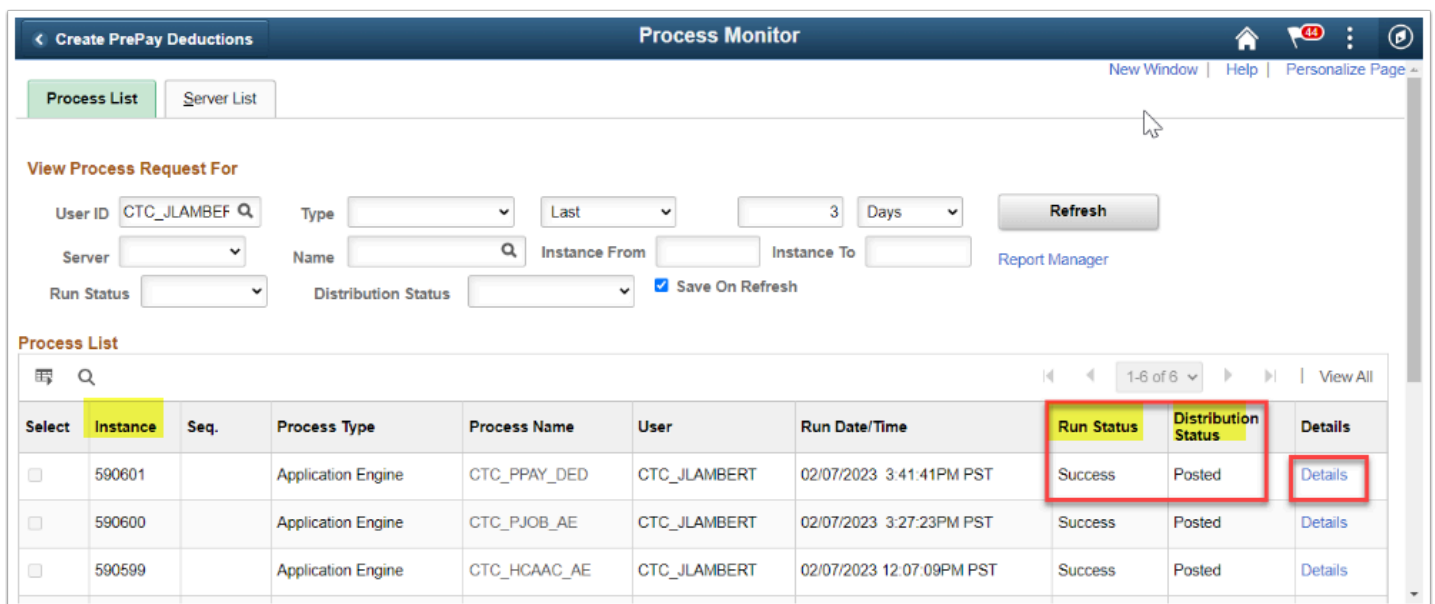 Create PrePay Deductions Process Monitor 44
New Window | Help | Personalize Page
Process List Server List
View Process Request For
User ID CTC_JLAMBER Type Last 3 Days Refresh
Server Name Instance From Instance To Report Manager
Run Status Distribution Status Save On Refresh
Process List
1-6 of 6 | View All
Select Instance Seq. Process Type Process Name User Run Date/Time Run Status Distribution Status Details
590601 Application Engine CTC_PPAY_DED CTC_JLAMBERT 02/07/2023 3:41:41PM PST Success Posted Details
590600 Application Engine CTC_PJOB_AE CTC_JLAMBERT 02/07/2023 3:27:23PM PST Success Posted Details
590599 Application Engine CTC_HCAAC_AE CTC_JLAMBERT 02/07/2023 12:07:09PM PST Success Posted Details